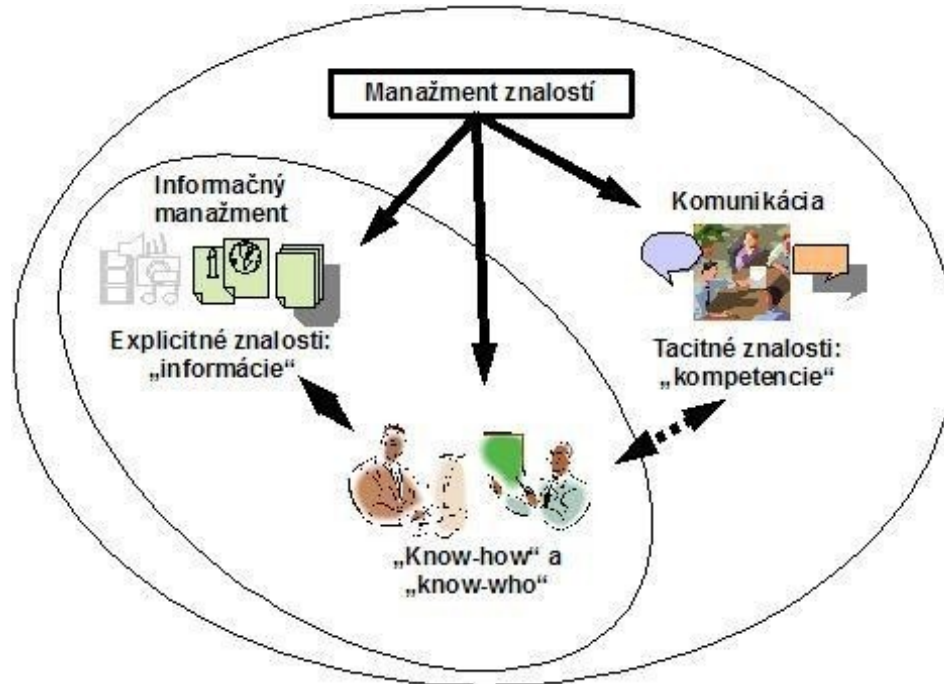 Manažment znalostí
Informačný
manažment
Explicitné znalosti:
„informácie“
Komunikácia
Tacitné znalosti:
„kompetencie“
„Know-how“ a
„know-who“